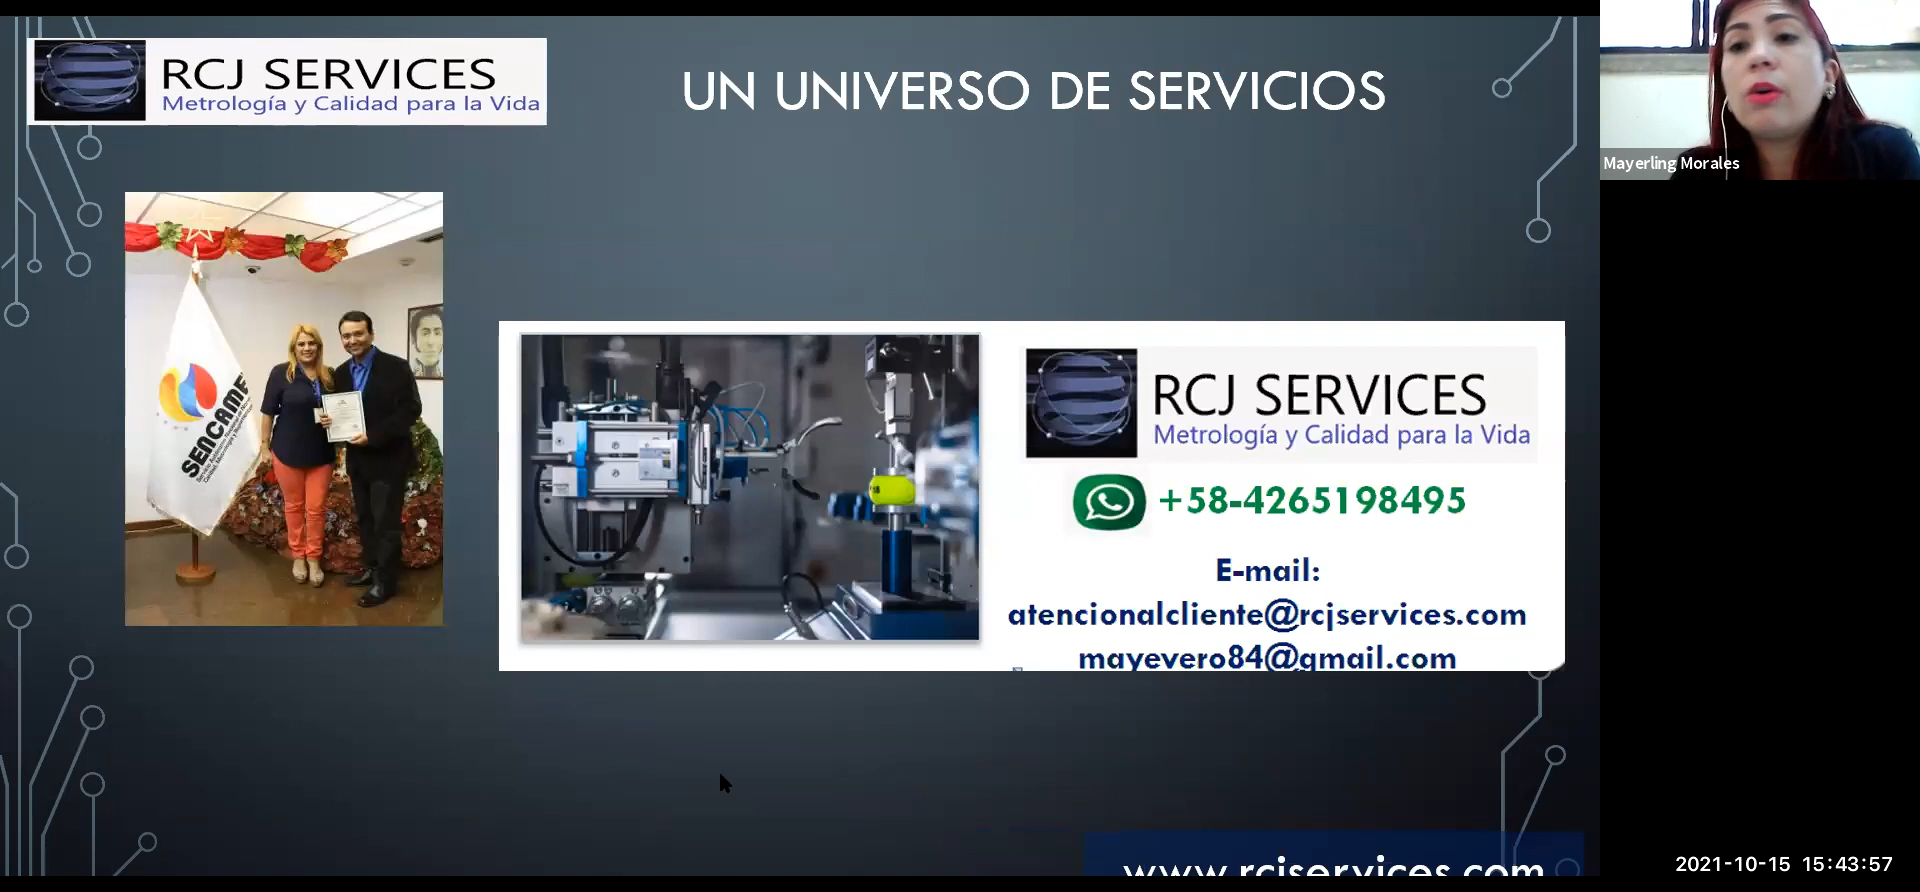 RCJ SERVICES
Metrología y Calidad para la Vida
UN UNIVERSO DE SERVICIOS
Mayerling Morales
SENCAMER
RCJ SERVICES
Metrología y Calidad para la Vida
+58-4265198495
E-mail:
atencionalcliente@rcjservices.com
mayevero84@gmail.com
www.rcjservices.com
2021-10-15 15:43:57